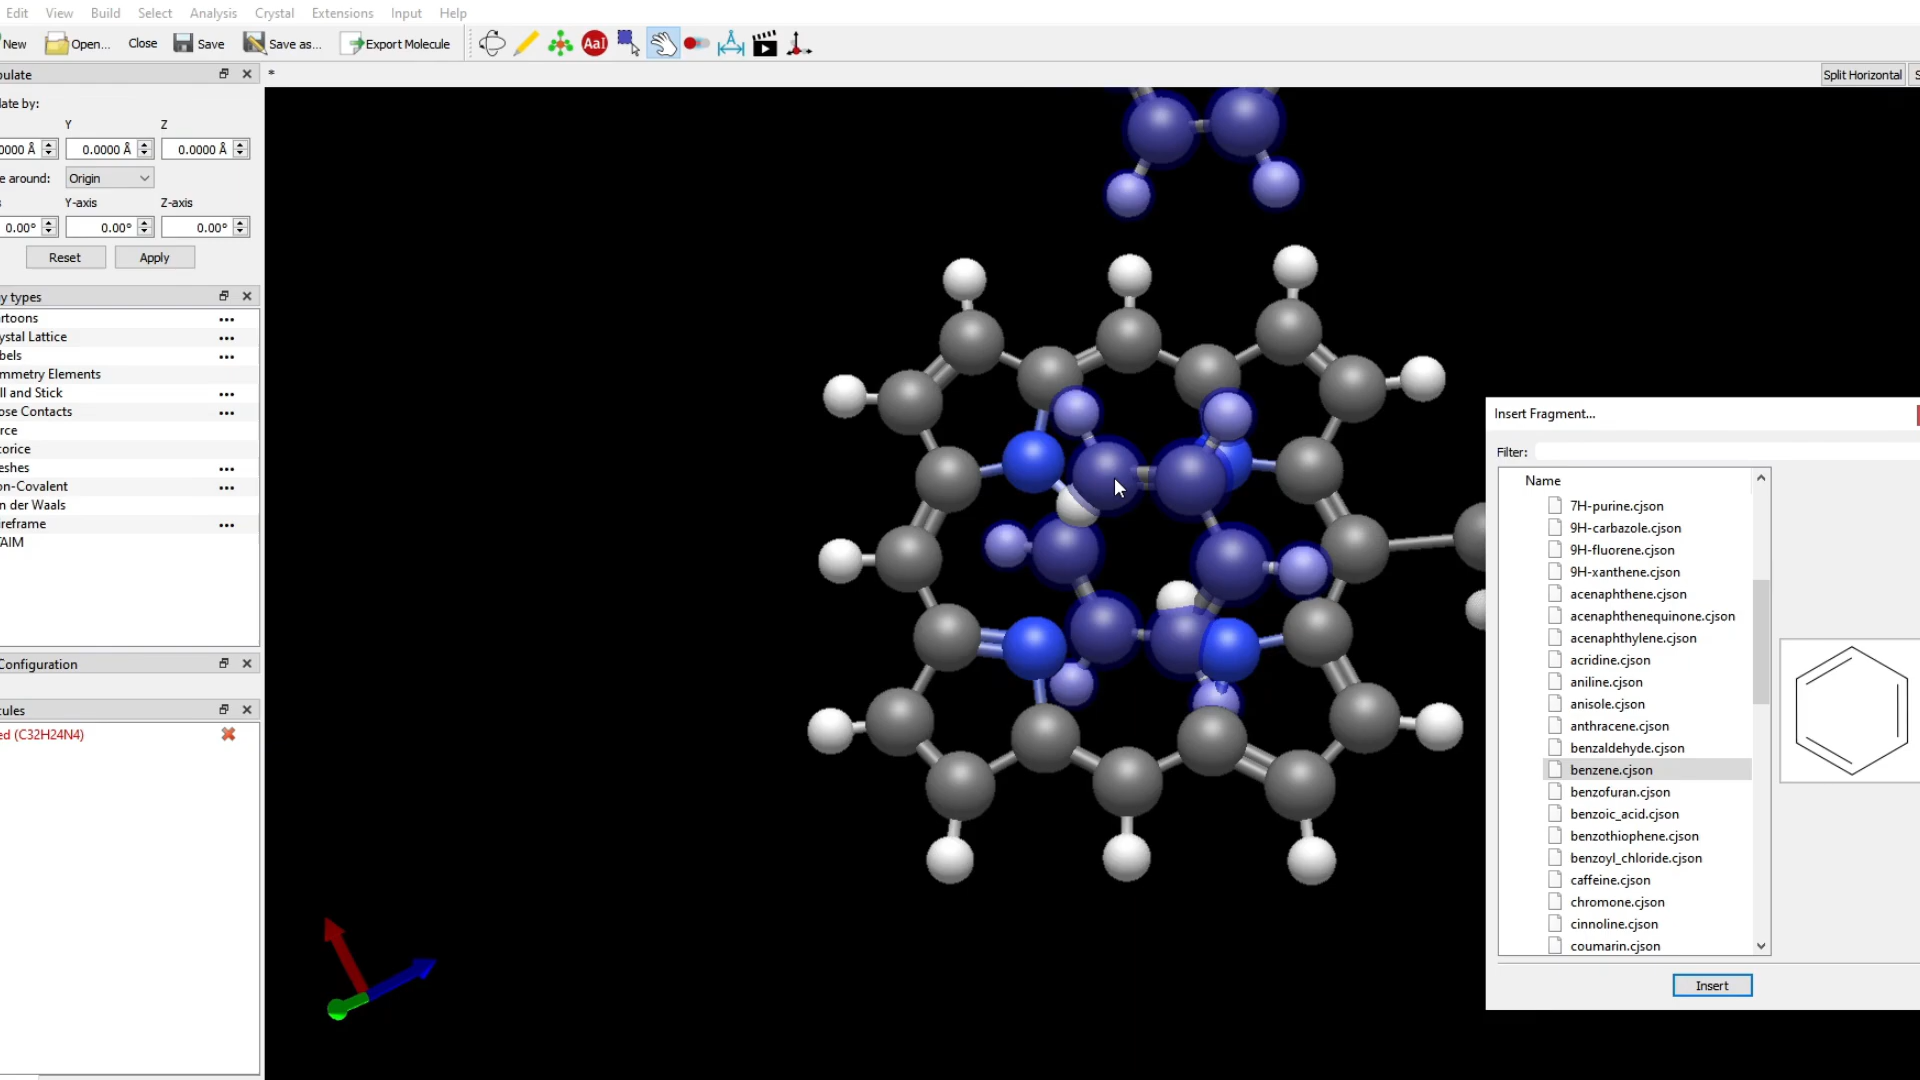 Edit View Build Select Analysis Crystal Extensions Input Help
New Open... Close Save Save as... Export Molecule AaI
ulate
* Split Horizontal S
late by:
Y Z
0000 Å 0.0000 Å 0.0000 Å
e around: Origin
s Y-axis Z-axis
0.00° 0.00° 0.00°
Reset Apply
y types
rtoons
ystal Lattice
bels
mmetry Elements
ll and Stick
ose Contacts
rce
corice
eshes
on-Covalent
n der Waals
ireframe
AIM
Configuration
ules
ed (C32H24N4)
Insert Fragment...
Filter:
Name
7H-purine.cjson
9H-carbazole.cjson
9H-fluorene.cjson
9H-xanthene.cjson
acenaphthene.cjson
acenaphthenequinone.cjson
acenaphthylene.cjson
acridine.cjson
aniline.cjson
anisole.cjson
anthracene.cjson
benzaldehyde.cjson
benzene.cjson
benzofuran.cjson
benzoic_acid.cjson
benzothiophene.cjson
benzoyl_chloride.cjson
caffeine.cjson
chromone.cjson
cinnoline.cjson
coumarin.cjson
Insert